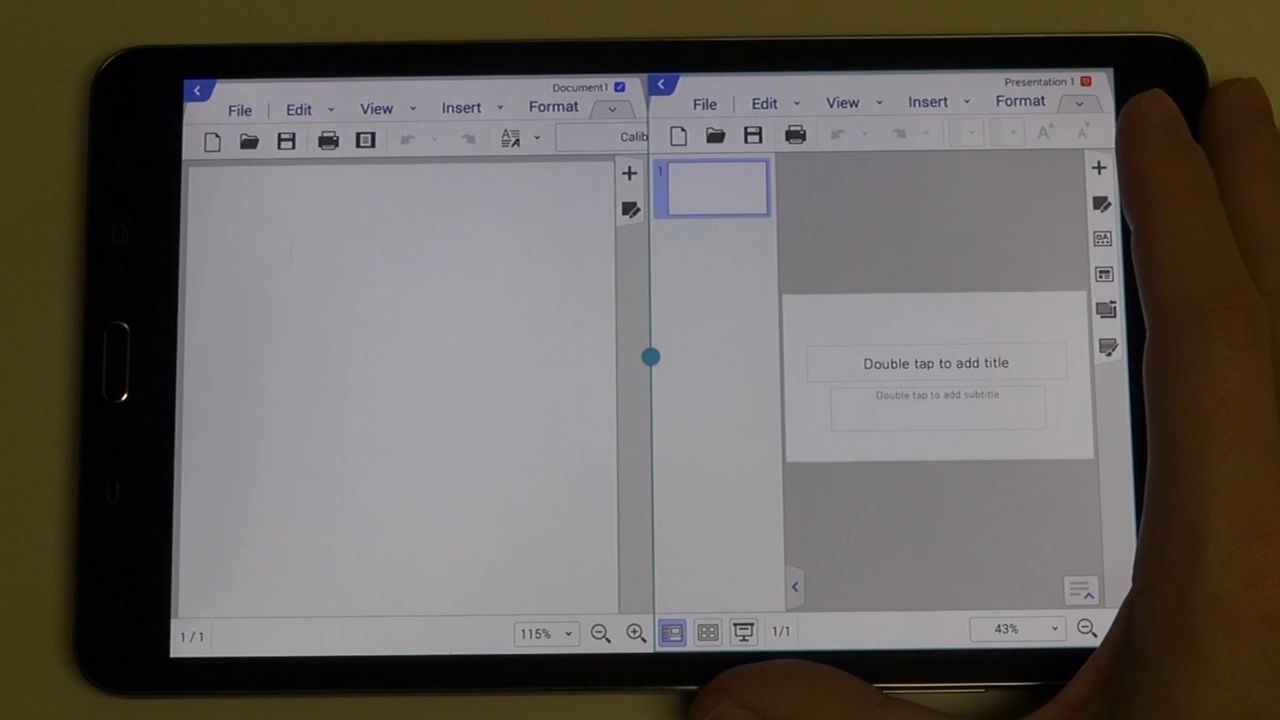 Document1
File Edit View Insert Format
Calib
1 / 1
115%
Presentation 1
File Edit View Insert Format
1
Double tap to add title
Double tap to add subtitle
1/1
43%